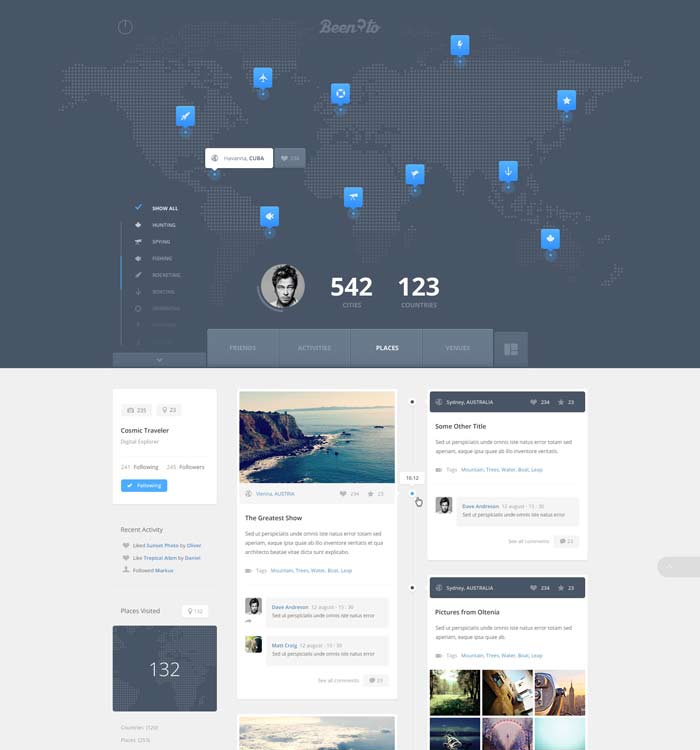 Been to
Havanna, CUBA
234
SHOW ALL
HUNTING
SPYING
FISHING
ROCKETING
BOATING
542
CITIES
123
COUNTRIES
FRIENDS
ACTIVITIES
PLACES
VENUES
235
23
Cosmic Traveler
Digital Explorer
241 Following
245 Followers
Following
Recent Activity
Liked Sunset Photo by Oliver
Like Tropical Album by Daniel
Followed Markus
Places Visited
132
132
Countries (120)
Places (253)
Vienna, AUSTRIA
234
23
The Greatest Show
Sed ut perspiciatis unde omnis iste natus error sit
aperiam, eaque ipsa quae ab illo inventore veritatis et qua
architecto beatae vitae dicta sunt explicabo.
Tags Mountain, Trees, Water, Boat, Leap
Dave Andreson 12 august - 15 : 30
Sed ut perspiciatis unde omnis iste natus error
Matt Craig 12 august - 15 : 30
Sed ut perspiciatis unde omnis iste natus error
See all comments
23
10.12
Sydney, AUSTRALIA
234
23
Some Other Title
Sed ut perspiciatis unde omnis iste natus error totam sed
aperiam, eaque ipsa quae ab illo inventore veritatis.
Tags Mountain, Trees, Water, Boat, Leap
Dave Andreson 12 august - 15 : 30
Sed ut perspiciatis unde omnis iste natus error
See all comments
23
Sydney, AUSTRALIA
234
23
Pictures from Oltenia
Sed ut perspiciatis unde omnis iste natus error totam sed
aperiam, eaque ipsa quae ab.
Tags Mountain, Trees, Water, Boat, Leap